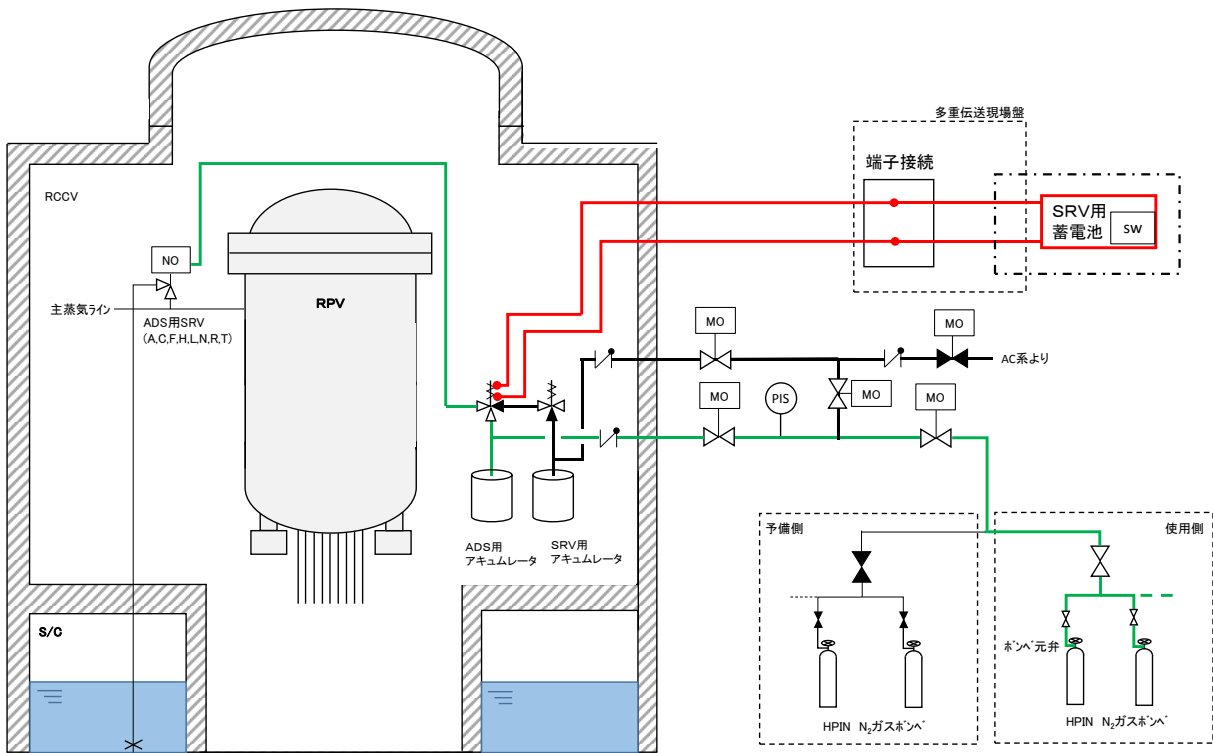 多重伝送現場盤
端子接続
RCCV
SRV用
蓄電池
SW
NO
主蒸気ライン
RPV
ADS用SRV
(A,C,F,H,L,N,R,T)
MO
MO
AC系より
MO
PIS
MO
MO
予備側
使用側
ADS用
アキュムレータ
SRV用
アキュムレータ
S/C
ボンベ元弁
HPIN N₂ガスボンベ
HPIN N₂ガスボンベ